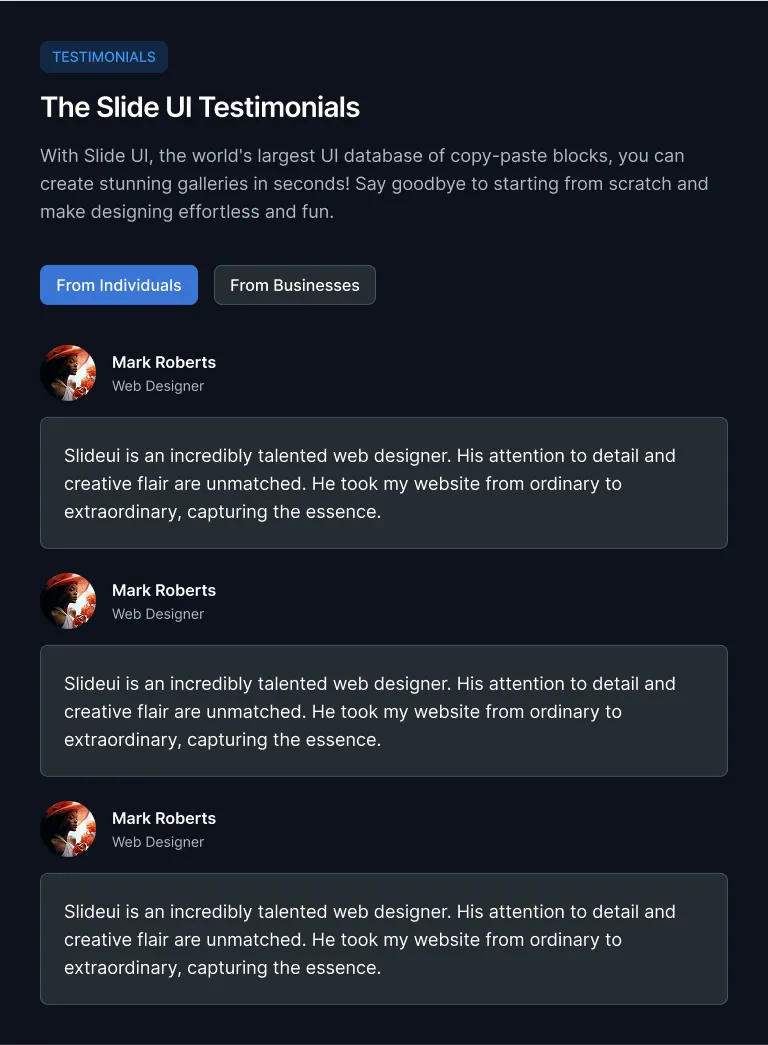 TESTIMONIALS
The Slide UI Testimonials
With Slide UI, the world's largest UI database of copy-paste blocks, you can
create stunning galleries in seconds! Say goodbye to starting from scratch and
make designing effortless and fun.
From Individuals
From Businesses
Mark Roberts
Web Designer
Slideui is an incredibly talented web designer. His attention to detail and
creative flair are unmatched. He took my website from ordinary to
extraordinary, capturing the essence.
Mark Roberts
Web Designer
Slideui is an incredibly talented web designer. His attention to detail and
creative flair are unmatched. He took my website from ordinary to
extraordinary, capturing the essence.
Mark Roberts
Web Designer
Slideui is an incredibly talented web designer. His attention to detail and
creative flair are unmatched. He took my website from ordinary to
extraordinary, capturing the essence.